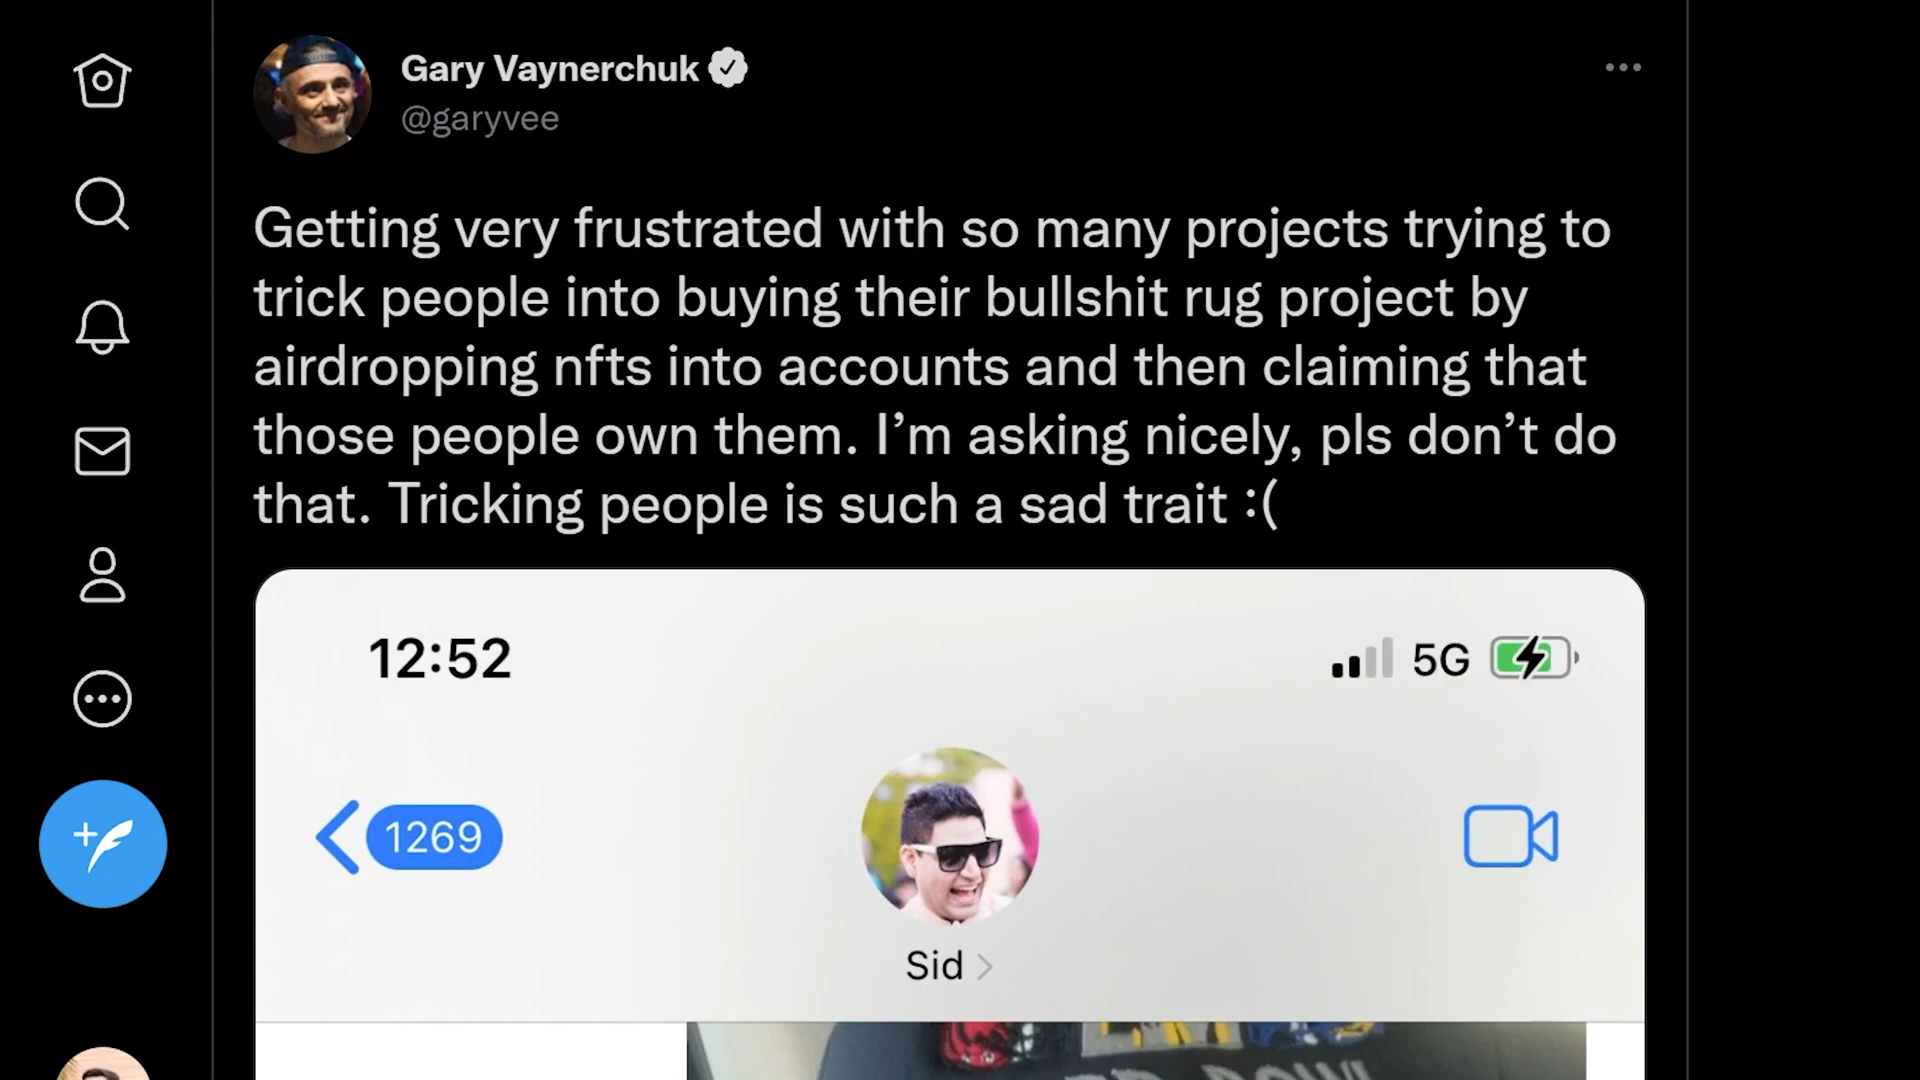 Gary Vaynerchuk
@garyvee
Getting very frustrated with so many projects trying to
trick people into buying their bullshit rug project by
airdropping nfts into accounts and then claiming that
those people own them. I’m asking nicely, pls don’t do
that. Tricking people is such a sad trait :(
12:52
5G
1269
Sid